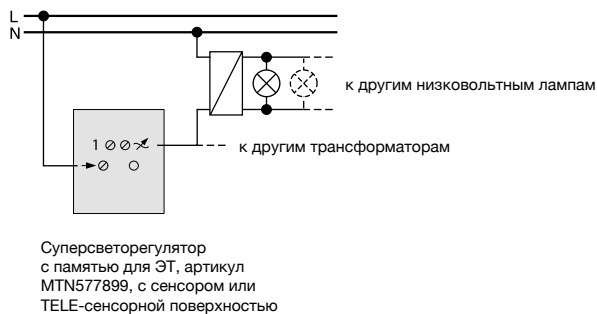 L
N
к другим низковольтным лампам
1
к другим трансформаторам
Суперсветорегулятор
с памятью для ЭТ, артикул
MTN577899, с сенсором или
TELE-сенсорной поверхностью